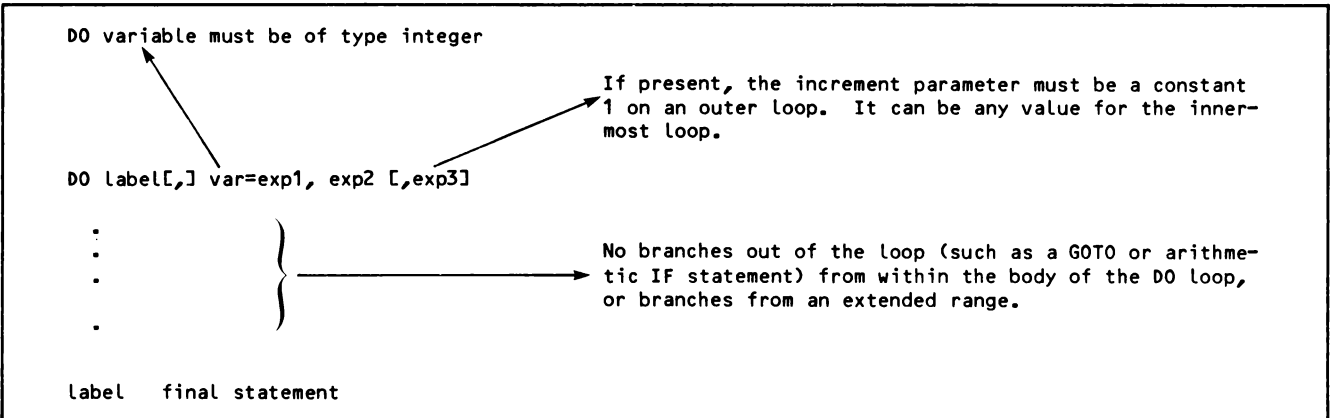 DO variable must be of type integer
If present, the increment parameter must be a constant
1 on an outer loop. It can be any value for the inner-
most loop.
DO label[,] var=exp1, exp2 [,exp3]
No branches out of the loop (such as a GOTO or arithme-
tic IF statement) from within the body of the DO loop,
or branches from an extended range.
label final statement